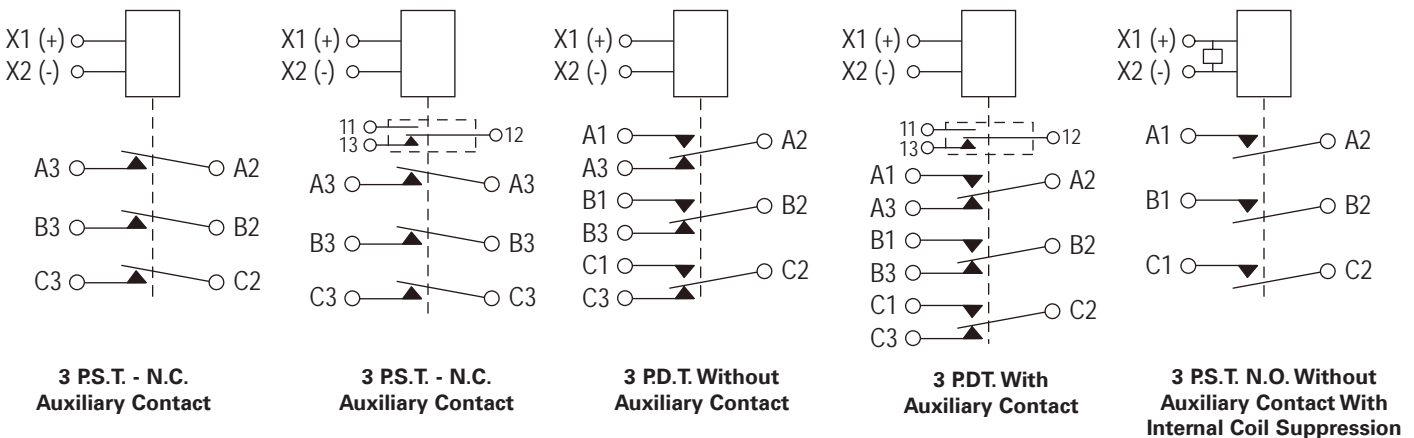 X1 (+)
X2 (-)
A3
A2
B3
B2
C3
C2
3 P.S.T. - N.C.
Auxiliary Contact
X1 (+)
X2 (-)
11
13
12
A3
A3
B3
B3
C3
C3
3 P.S.T. - N.C.
Auxiliary Contact
X1 (+)
X2 (-)
A1
A2
A3
B1
B2
B3
C1
C2
C3
3 P.D.T. Without
Auxiliary Contact
X1 (+)
X2 (-)
11
13
12
A1
A2
A3
B1
B2
B3
C1
C2
C3
3 P.DT. With
Auxiliary Contact
X1 (+)
X2 (-)
A1
A2
B1
B2
C1
C2
3 P.S.T. N.O. Without
Auxiliary Contact With
Internal Coil Suppression